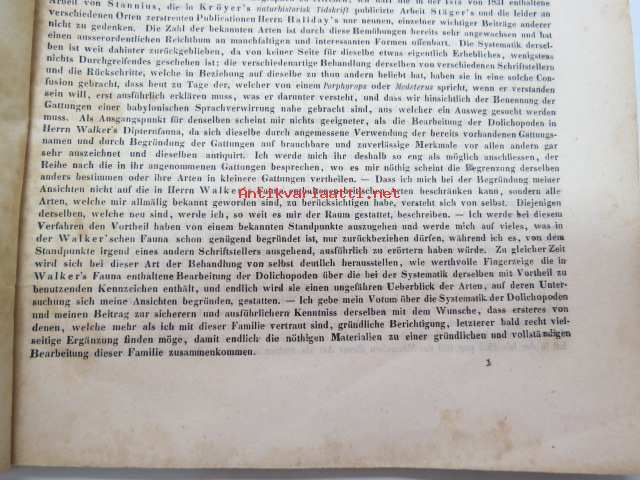 Arbeit von Stannius, die in Kröyer's naturhistorisk Tidskrift publicirte Arbeit Stäger's und die leider an
verschiedenen Orten zerstreuten Publicationen Herrn Haliday's nur nennen, einzelner wichtiger Beiträge anderer
nicht zu gedenken. Die Zahl der bekannten Arten ist durch diese Bemühungen bereits sehr angewachsen und hat
einen ausserordentlichen Reichthum an manchfaltigen und interessanten Formen offenbart. Die Systematik dersel-
ben ist weit dahinter zurückgeblieben, da von keiner Seite für dieselbe etwas eigentlich Erhebliches, wenigstens
nichts Durchgreifendes geschehen ist; die verschiedenartige Behandlung derselben von verschiedenen Schriftstellern
und die Rückschritte, welche in Beziehung auf dieselbe zu thun andern beliebt hat, haben sie in eine solche Con-
fusion gebracht, dass heut zu Tage der, welcher von einem Porphyrops oder Medeterus spricht, wenn er verstanden
sein will, erst ausführlich erklären muss, was er darunter versteht, und dass wir hinsichtlich der Benennung der
Gattungen einer babylonischen Sprachverwirrung nahe gebracht sind, aus welcher ein Ausweg gesucht werden
muss. Als Ausgangspunkt für denselben scheint mir nichts geeigneter, als die Bearbeitung der Dolichopoden in
Herrn Walker's Dipternfauna, da sich dieselbe durch angemessene Verwendung der bereits vorhandenen Gattungs-
namen und durch Begründung der Gattungen auf brauchbare und zuverlässige Merkmale vor allen andern gar
sehr auszeichnet und dieselben antiquirt. Ich werde mich ihr deshalb so eng als möglich anschliessen, der
Reihe nach die in ihr angenommenen Gattungen besprechen, wo es mir nöthig scheint die Begrenzung derselben
anders bestimmen oder ihre Arten in kleinere Gattungen vertheilen. — Dass ich mich bei der Begründung meiner
Ansichten nicht auf die in Herrn Walker's Fauna enthaltenen britischen Arten beschränken kann, sondern alle
Arten, welche mir allmälig bekannt geworden sind, zu berücksichtigen habe, versteht sich von selbst. Diejenigen
derselben, welche neu sind, werde ich, so weit es mir der Raum gestattet, beschreiben. — Ich werde bei diesem
Verfahren den Vortheil haben von einem bekannten Standpunkte auszugehen und werde mich auf vieles, was in
der Walker'schen Fauna schon genügend begründet ist, nur zurückbeziehen dürfen, während ich es, von dem
Standpunkte irgend eines andern Schriftstellers ausgehend, ausführlich zu erörtern haben würde. Zu gleicher Zeit
wird sich bei dieser Art der Behandlung von selbst deutlich herausstellen, wie werthvolle Fingerzeige die in
Walker's Fauna enthaltene Bearbeitung der Dolichopoden über die bei der Systematik derselben mit Vortheil zu
benutzenden Kennzeichen enthält, und endlich wird sie einen ungefähren Ueberblick der Arten, auf deren Unter-
suchung sich meine Ansichten begründen, gestatten. — Ich gebe mein Votum über die Systematik der Dolichopoden
und meinen Beitrag zur sicherern und ausführlichern Kenntniss derselben mit dem Wunsche, dass ersteres von
denen, welche mehr als ich mit dieser Familie vertraut sind, gründliche Berichtigung, letzterer bald recht viel-
seitige Ergänzung finden möge, damit endlich die nöthigen Materialien zu einer gründlichen und vollständigen
Bearbeitung dieser Familie zusammenkommen.
3
Antikvariaatti.net